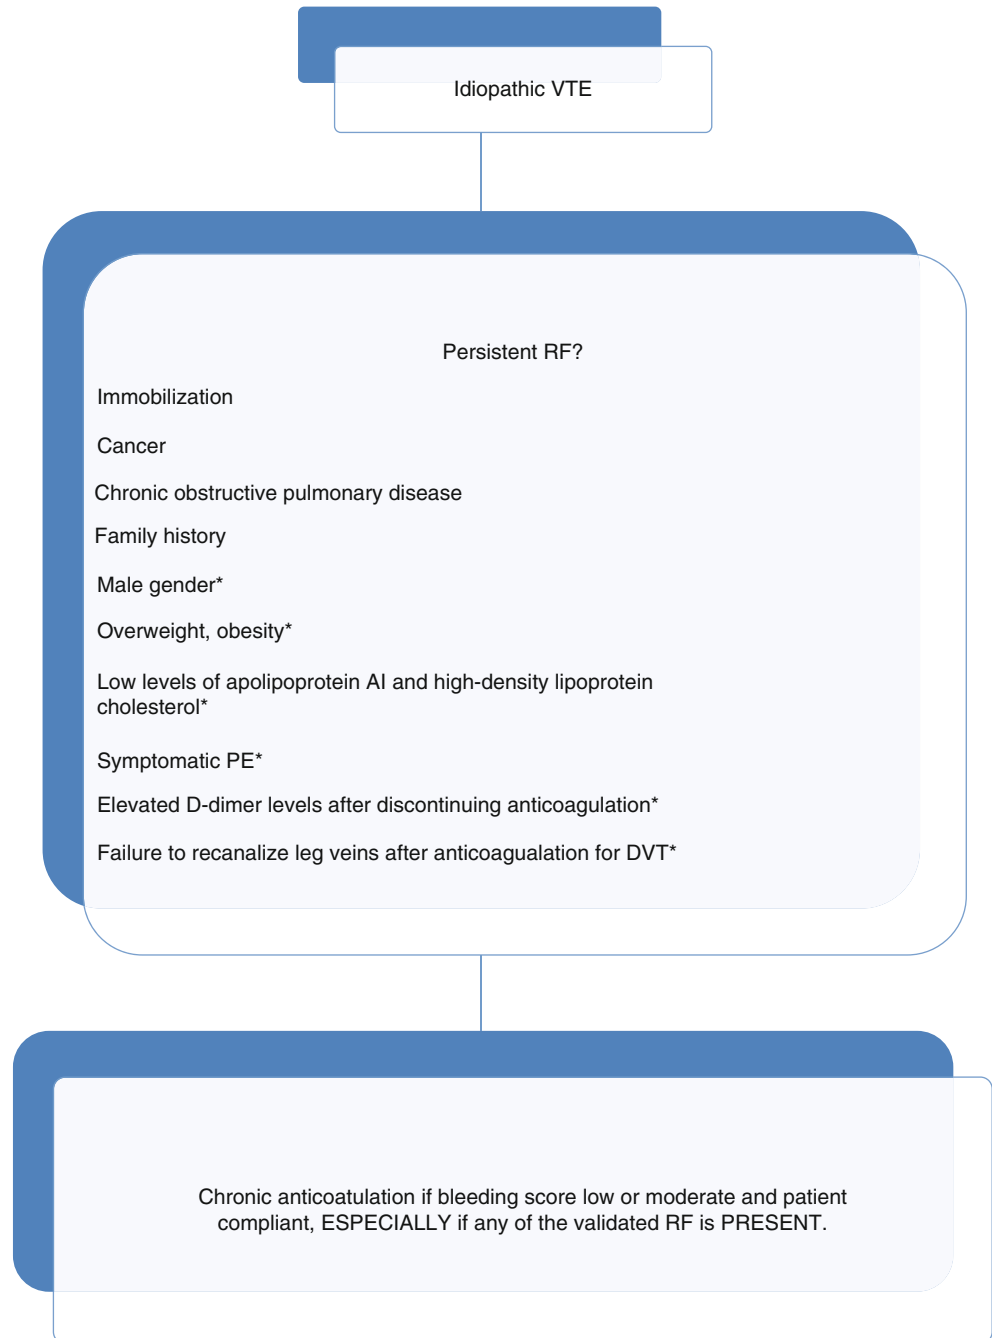 Idiopathic VTE
Persistent RF?
Immobilization
Cancer
Chronic obstructive pulmonary disease
Family history
Male gender*
Overweight, obesity*
Low levels of apolipoprotein AI and high-density lipoprotein
cholesterol*
Symptomatic PE*
Elevated D-dimer levels after discontinuing anticoagulation*
Failure to recanalize leg veins after anticoagualation for DVT*
Chronic anticoatulation if bleeding score low or moderate and patient
compliant, ESPECIALLY if any of the validated RF is PRESENT.